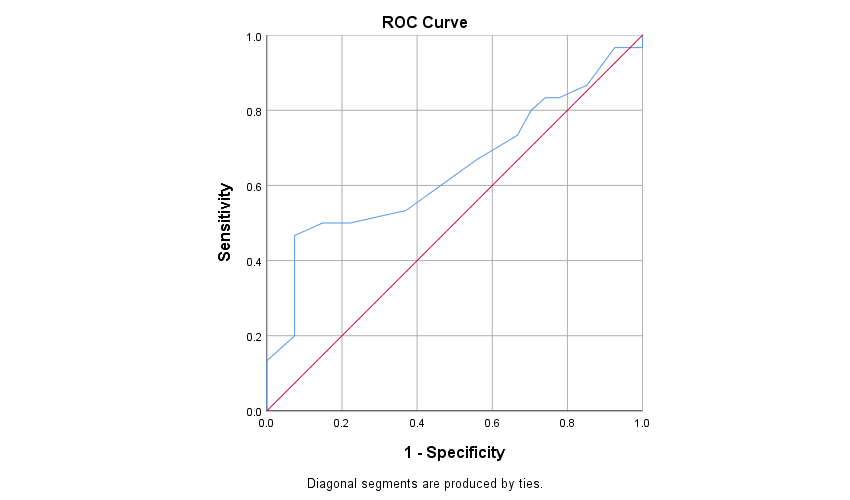 ROC Curve
1.0
0.8
0.6
0.4
0.2
0.0
Sensitivity
0.0 0.2 0.4 0.6 0.8 1.0
1 - Specificity
Diagonal segments are produced by ties.